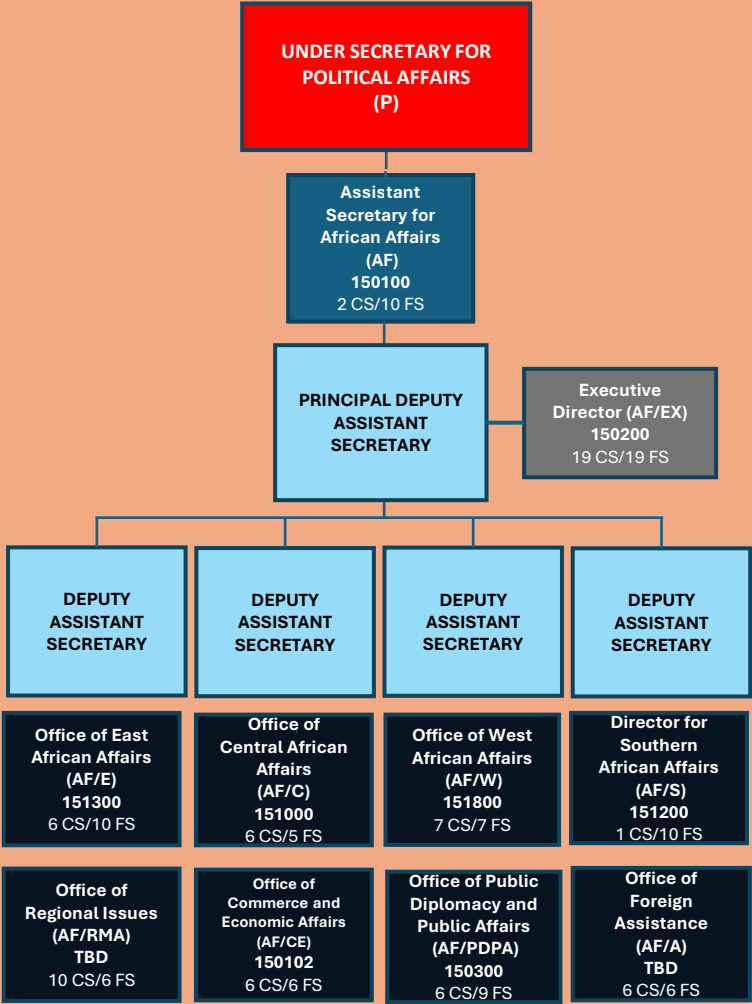 UNDER SECRETARY FOR
POLITICAL AFFAIRS
(P)
Assistant
Secretary for
African Affairs
(AF)
150100
2 CS/10 FS
PRINCIPAL DEPUTY
ASSISTANT
SECRETARY
Executive
Director (AF/EX)
150200
19 CS/19 FS
DEPUTY
ASSISTANT
SECRETARY
DEPUTY
ASSISTANT
SECRETARY
DEPUTY
ASSISTANT
SECRETARY
DEPUTY
ASSISTANT
SECRETARY
Office of East
African Affairs
(AF/E)
151300
6 CS/10 FS
Office of
Central African
Affairs
(AF/C)
151000
6 CS/5 FS
Office of West
African Affairs
(AF/W)
151800
7 CS/7 FS
Director for
Southern
African Affairs
(AF/S)
151200
1 CS/10 FS
Office of
Regional Issues
(AF/RMA)
TBD
10 CS/6 FS
Office of
Commerce and
Economic Affairs
(AF/CE)
150102
6 CS/6 FS
Office of Public
Diplomacy and
Public Affairs
(AF/PDPA)
150300
6 CS/9 FS
Office of
Foreign
Assistance
(AF/A)
TBD
6 CS/6 FS